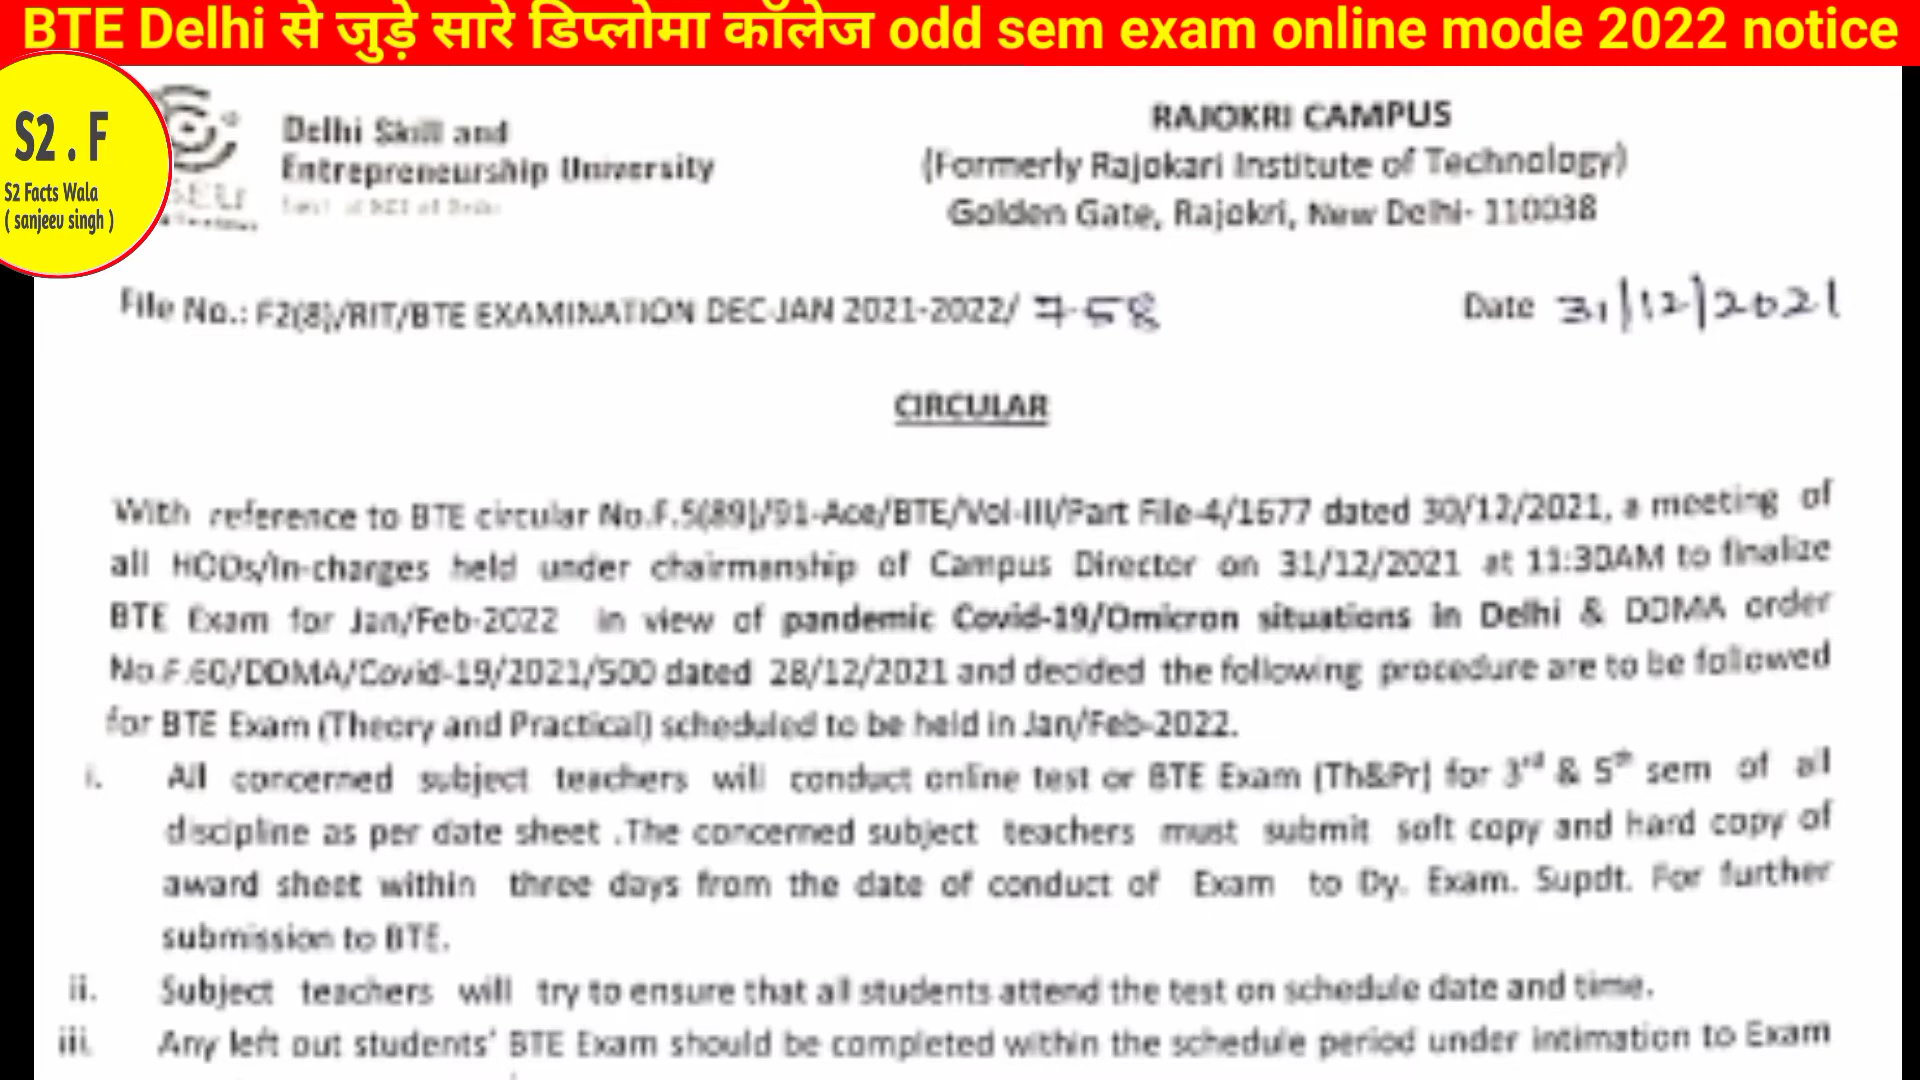 BTE Delhi से जुड़े सारे डिप्लोमा कॉलेज odd sem exam online mode 2022 notice
S2 . F
S2 Facts Wala
( sanjeev singh )
Delhi Skill and
Entrepreneurship University
RAJOKRI CAMPUS
(Formerly Rajokari Institute of Technology)
Golden Gate, Rajokri, New Delhi- 110038
File No.: F2(8)/RIT/BTE EXAMINATION DEC-JAN 2021-2022/ 758
Date 31/12/2021
CIRCULAR
With reference to BTE circular No.F.5(89)/91-Ace/BTE/Vol-III/Part File-4/1677 dated 30/12/2021, a meeting of
all HODs/In-charges held under chairmanship of Campus Director on 31/12/2021 at 11:30AM to finalize
BTE Exam for Jan/Feb-2022 in view of pandemic Covid-19/Omicron situations in Delhi & DDMA order
No.F.60/DDMA/Covid-19/2021/500 dated 28/12/2021 and decided the following procedure are to be followed
for BTE Exam (Theory and Practical) scheduled to be held in Jan/Feb-2022.
i. All concerned subject teachers will conduct online test or BTE Exam (Th&Pr) for 3rd & 5th sem of all
discipline as per date sheet .The concerned subject teachers must submit soft copy and hard copy of
award sheet within three days from the date of conduct of Exam to Dy. Exam. Supdt. For further
submission to BTE.
ii. Subject teachers will try to ensure that all students attend the test on schedule date and time.
iii. Any left out students' BTE Exam should be completed within the schedule period under intimation to Exam